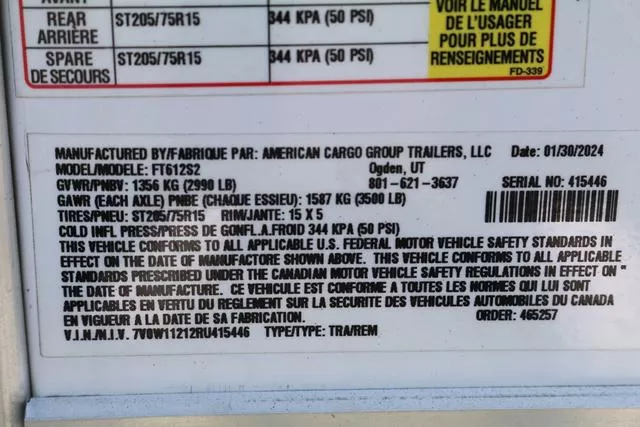 AVANT
REAR ST205/75R15 344 KPA (50 PSI)
ARRIÈRE
SPARE ST205/75R15 344 KPA (50 PSI)
DE SECOURS
VOIR LE MANUEL
DE L'USAGER
POUR PLUS DE
RENSEIGNEMENTS
FD-339
MANUFACTURED BY/FABRIQUE PAR: AMERICAN CARGO GROUP TRAILERS, LLC Date: 01/30/2024
MODEL/MODELE: FT612S2 Ogden, UT
GVWR/PNBV: 1356 KG (2990 LB) 801-621-3637 SERIAL NO: 415446
GAWR (EACH AXLE) PNBE (CHAQUE ESSIEU): 1587 KG (3500 LB)
TIRES/PNEU: ST205/75R15 RIM/JANTE: 15 X 5
COLD INFL PRESS/PRESS DE GONFL.A.FROID 344 KPA (50 PSI)
THIS VEHICLE CONFORMS TO ALL APPLICABLE U.S. FEDERAL MOTOR VEHICLE SAFETY STANDARDS IN
EFFECT ON THE DATE OF MANUFACTORE SHOWN ABOVE. THIS VEHICLE CONFORMS TO ALL APPLICABLE
STANDARDS PRESCRIBED UNDER THE CANADIAN MOTOR VEHICLE SAFETY REGULATIONS IN EFFECT ON "
THE DATE OF MANUFACTURE. CE VEHICULE EST CONFORME A TOUTES LES NORMES QUI LUI SONT
APPLICABLES EN VERTU DU REGLEMENT SUR LA SECURITE DES VEHICULES AUTOMOBILES DU CANADA
EN VIGUEUR A LA DATE DE SA FABRICATION. ORDER: 465257
V.I.N./N.I.V. 7V0W11212RU415446 TYPE/TYPE: TRA/REM